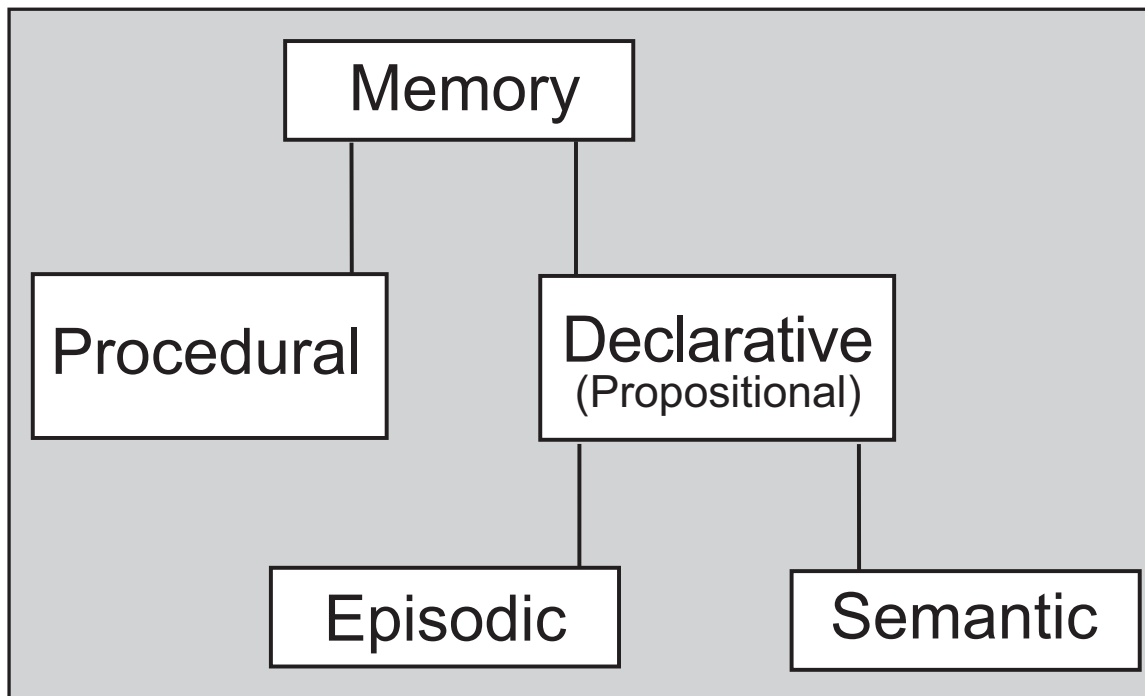 Memory
Procedural
Declarative
(Propositional)
Episodic
Semantic